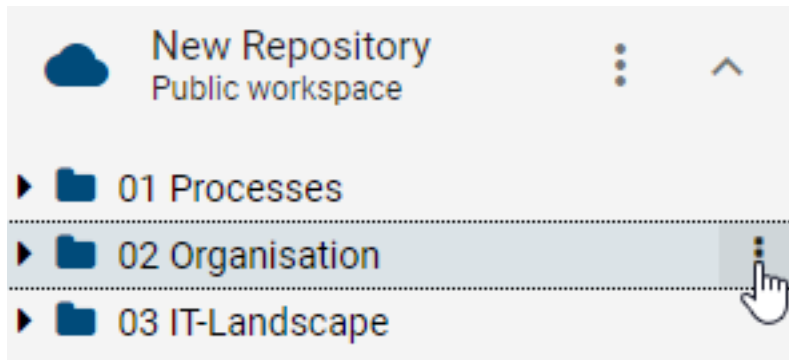 New Repository
Public workspace
01 Processes
02 Organisation
03 IT-Landscape